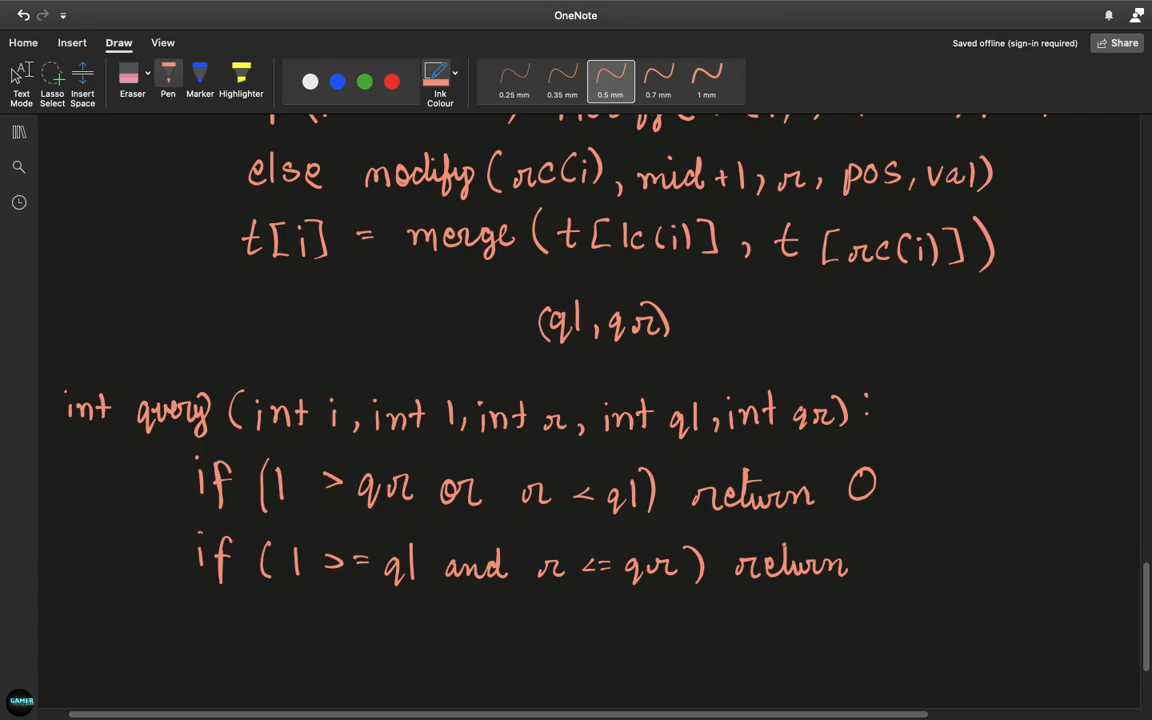 OneNote
Home Insert Draw View
Saved offline (sign-in required)
Share
Text Mode
Lasso Select
Insert Space
Eraser
Pen
Marker
Highlighter
Ink Colour
0.25 mm
0.35 mm
0.5 mm
0.7 mm
1 mm
else modify(rc(i), mid+1, r, pos, val)
t[i] = merge(t[lc(i)], t[rc(i)])
(ql, qr)
int query(int i, int l, int r, int ql, int qr):
if (l > qr or r < ql) return 0
if (l >= ql and r <= qr) return
GAMER